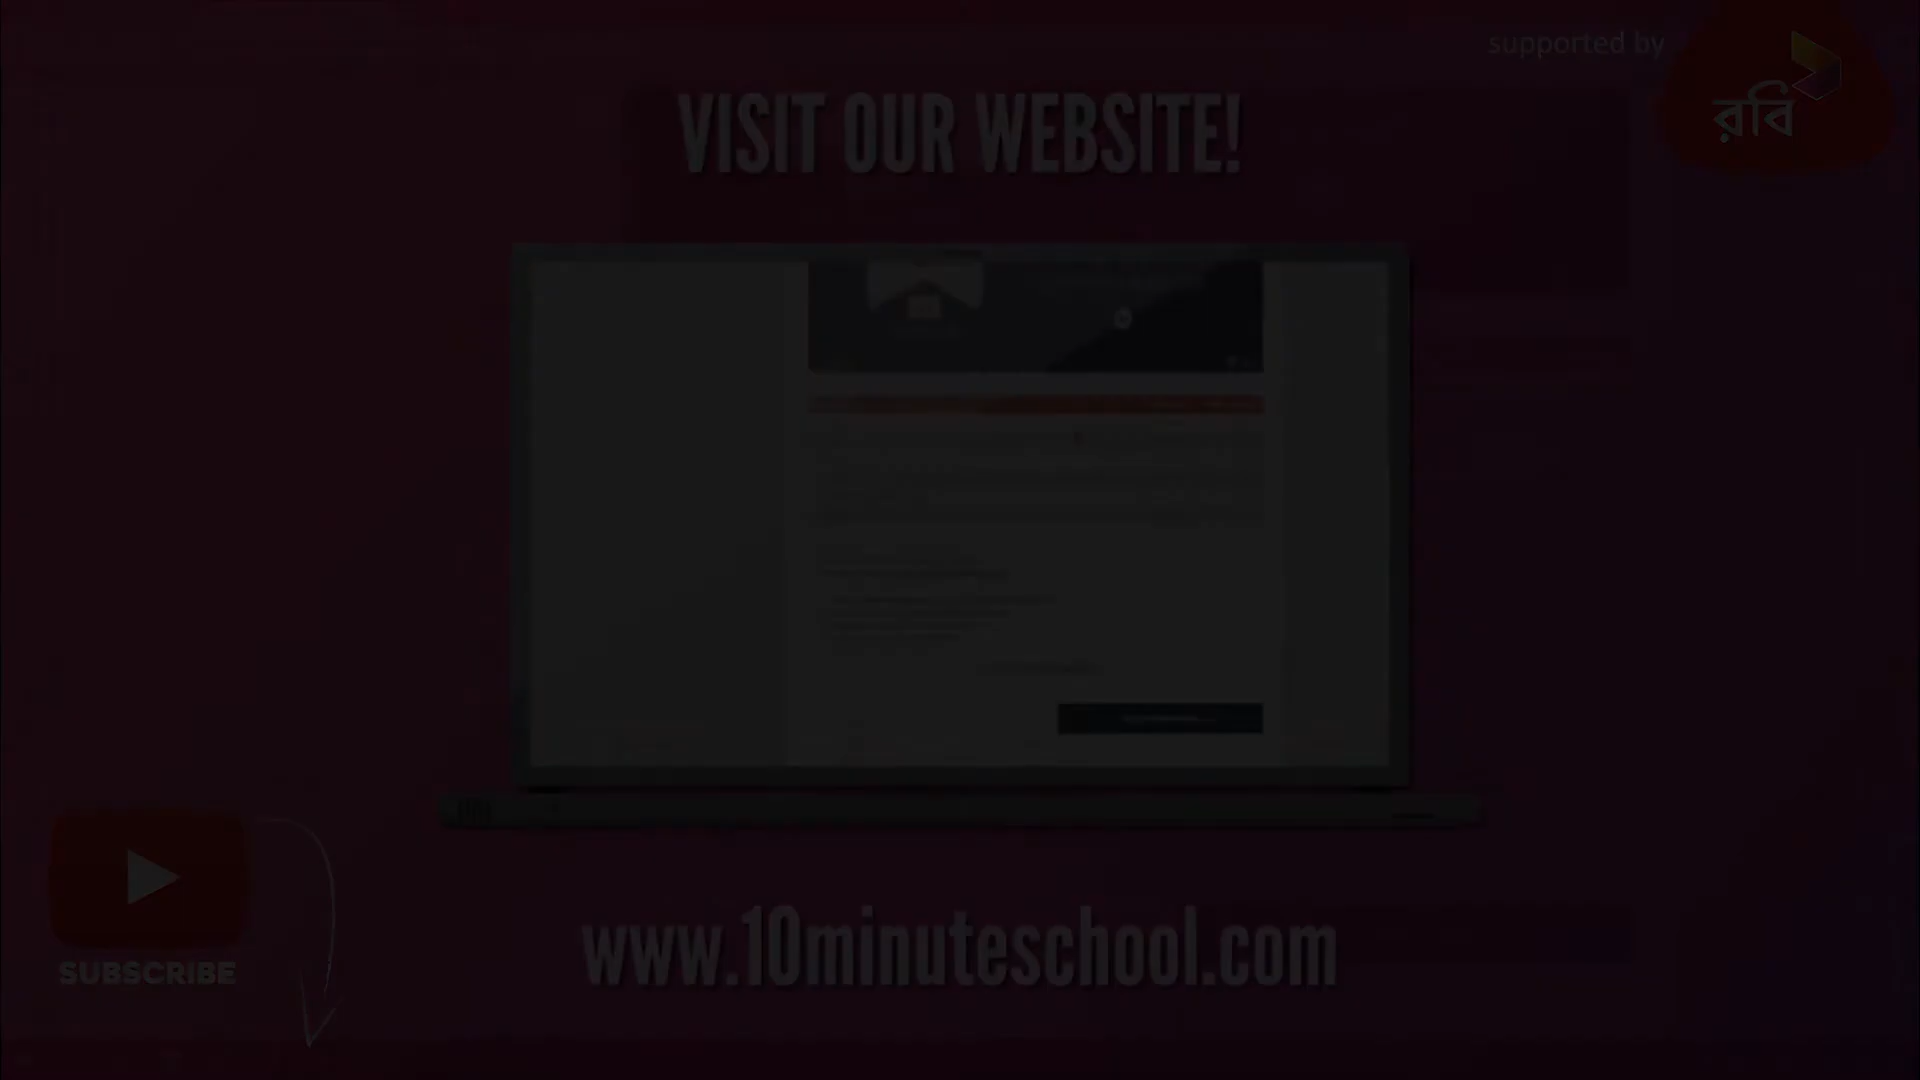 supported by
রবি
VISIT OUR WEBSITE!
SUBSCRIBE
www.10minuteschool.com